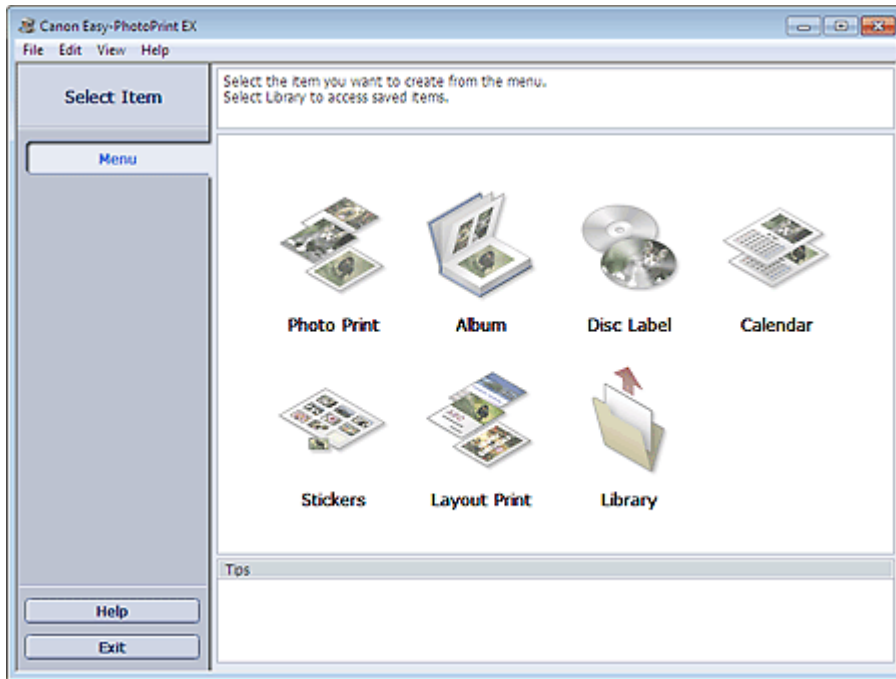 Canon Easy-PhotoPrint EX
File Edit View Help
Select Item
Select the item you want to create from the menu.
Select Library to access saved items.
Menu
Photo Print
Album
Disc Label
Calendar
Stickers
Layout Print
Library
Tips
Help
Exit